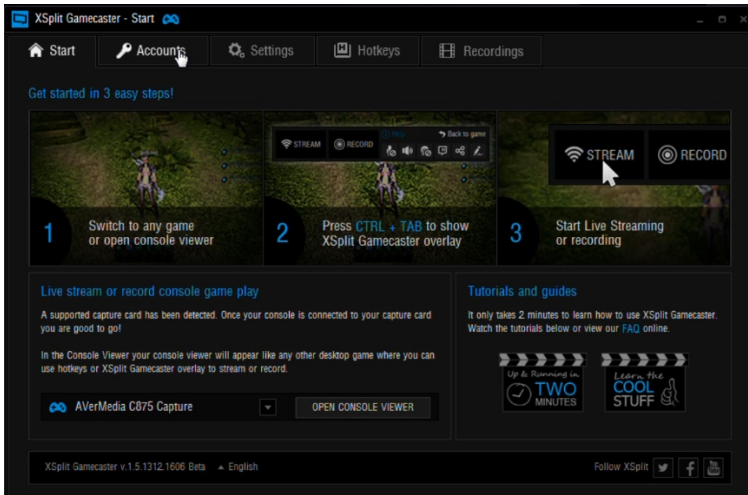 XSplit Gamecaster - Start
Start
Accounts
Settings
Hotkeys
Recordings
Get started in 3 easy steps!
1
Switch to any game
or open console viewer
STREAM
RECORD
Help
Back to game
2
Press CTRL + TAB to show
XSplit Gamecaster overlay
STREAM
RECORD
3
Start Live Streaming
or recording
Live stream or record console game play
A supported capture card has been detected. Once your console is connected to your capture card
you are good to go!
In the Console Viewer your console viewer will appear like any other desktop game where you can
use hotkeys or XSplit Gamecaster overlay to stream or record.
AVerMedia C875 Capture
OPEN CONSOLE VIEWER
Tutorials and guides
It only takes 2 minutes to learn how to use XSplit Gamecaster.
Watch the tutorials below or view our FAQ online.
Up & Running in
TWO
MINUTES
Learn the
COOL
STUFF
XSplit Gamecaster v.1.5.1312.1606 Beta
English
Follow XSplit